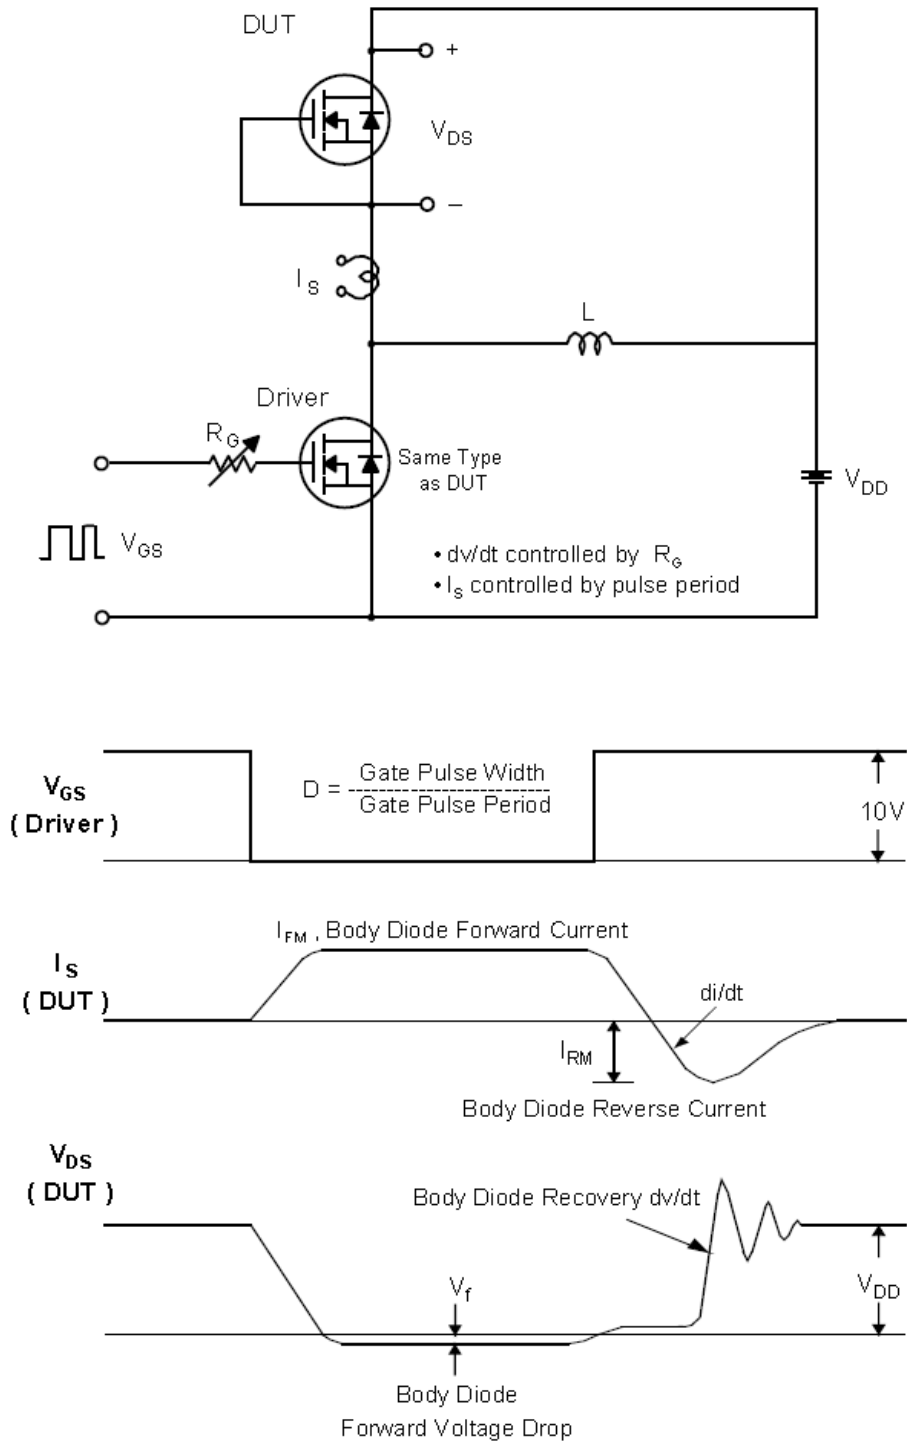 DUT
+
V_DS
–
I_S
L
Driver
R_G
Same Type
as DUT
V_DD
V_GS
• dv/dt controlled by R_G
• I_S controlled by pulse period
V_GS
( Driver )
D = Gate Pulse Width
Gate Pulse Period
10V
I_FM , Body Diode Forward Current
I_S
( DUT )
di/dt
I_RM
Body Diode Reverse Current
V_DS
( DUT )
Body Diode Recovery dv/dt
V_f
V_DD
Body Diode
Forward Voltage Drop